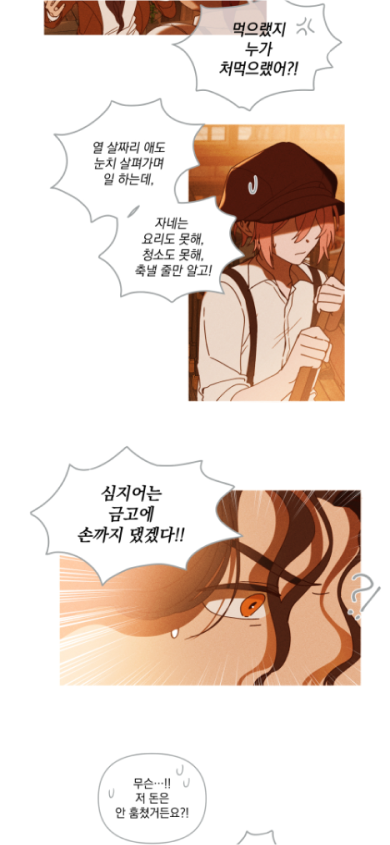 먹으랬지
누가
처먹으랬어?!
열 살짜리 애도
눈치 살펴가며
일 하는데,
자네는
요리도 못해,
청소도 못해,
축낼 줄만 알고!
심지어는
금고에
손까지 댔겠다!!
?!
무슨…!!
저 돈은
안 훔쳤거든요?!